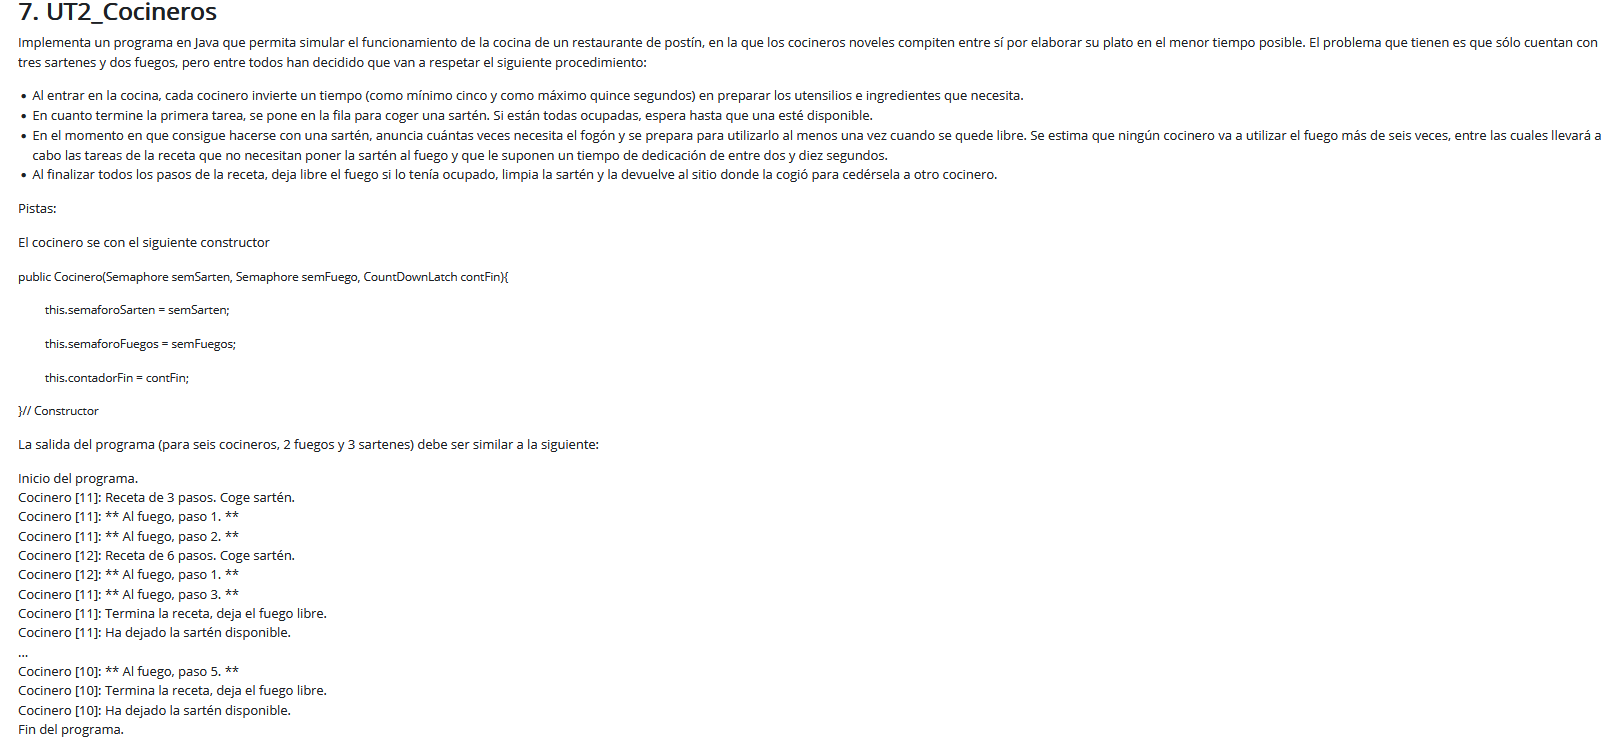 7. UT2_Cocineros
Implementa un programa en Java que permita simular el funcionamiento de la cocina de un restaurante de postín, en la que los cocineros noveles compiten entre sí por elaborar su plato en el menor tiempo posible. El problema que tienen es que sólo cuentan con
tres sartenes y dos fuegos, pero entre todos han decidido que van a respetar el siguiente procedimiento:
• Al entrar en la cocina, cada cocinero invierte un tiempo (como mínimo cinco y como máximo quince segundos) en preparar los utensilios e ingredientes que necesita.
• En cuanto termine la primera tarea, se pone en la fila para coger una sartén. Si están todas ocupadas, espera hasta que una esté disponible.
• En el momento en que consigue hacerse con una sartén, anuncia cuántas veces necesita el fogón y se prepara para utilizarlo al menos una vez cuando se quede libre. Se estima que ningún cocinero va a utilizar el fuego más de seis veces, entre las cuales llevará a
cabo las tareas de la receta que no necesitan poner la sartén al fuego y que le suponen un tiempo de dedicación de entre dos y diez segundos.
• Al finalizar todos los pasos de la receta, deja libre el fuego si lo tenía ocupado, limpia la sartén y la devuelve al sitio donde la cogió para cedérsela a otro cocinero.
Pistas:
El cocinero se con el siguiente constructor
public Cocinero(Semaphore semSarten, Semaphore semFuego, CountDownLatch contFin){
this.semaforoSarten = semSarten;
this.semaforoFuegos = semFuegos;
this.contadorFin = contFin;
}// Constructor
La salida del programa (para seis cocineros, 2 fuegos y 3 sartenes) debe ser similar a la siguiente:
Inicio del programa.
Cocinero [11]: Receta de 3 pasos. Coge sartén.
Cocinero [11]: ** Al fuego, paso 1. **
Cocinero [11]: ** Al fuego, paso 2. **
Cocinero [12]: Receta de 6 pasos. Coge sartén.
Cocinero [12]: ** Al fuego, paso 1. **
Cocinero [11]: ** Al fuego, paso 3. **
Cocinero [11]: Termina la receta, deja el fuego libre.
Cocinero [11]: Ha dejado la sartén disponible.
...
Cocinero [10]: ** Al fuego, paso 5. **
Cocinero [10]: Termina la receta, deja el fuego libre.
Cocinero [10]: Ha dejado la sartén disponible.
Fin del programa.